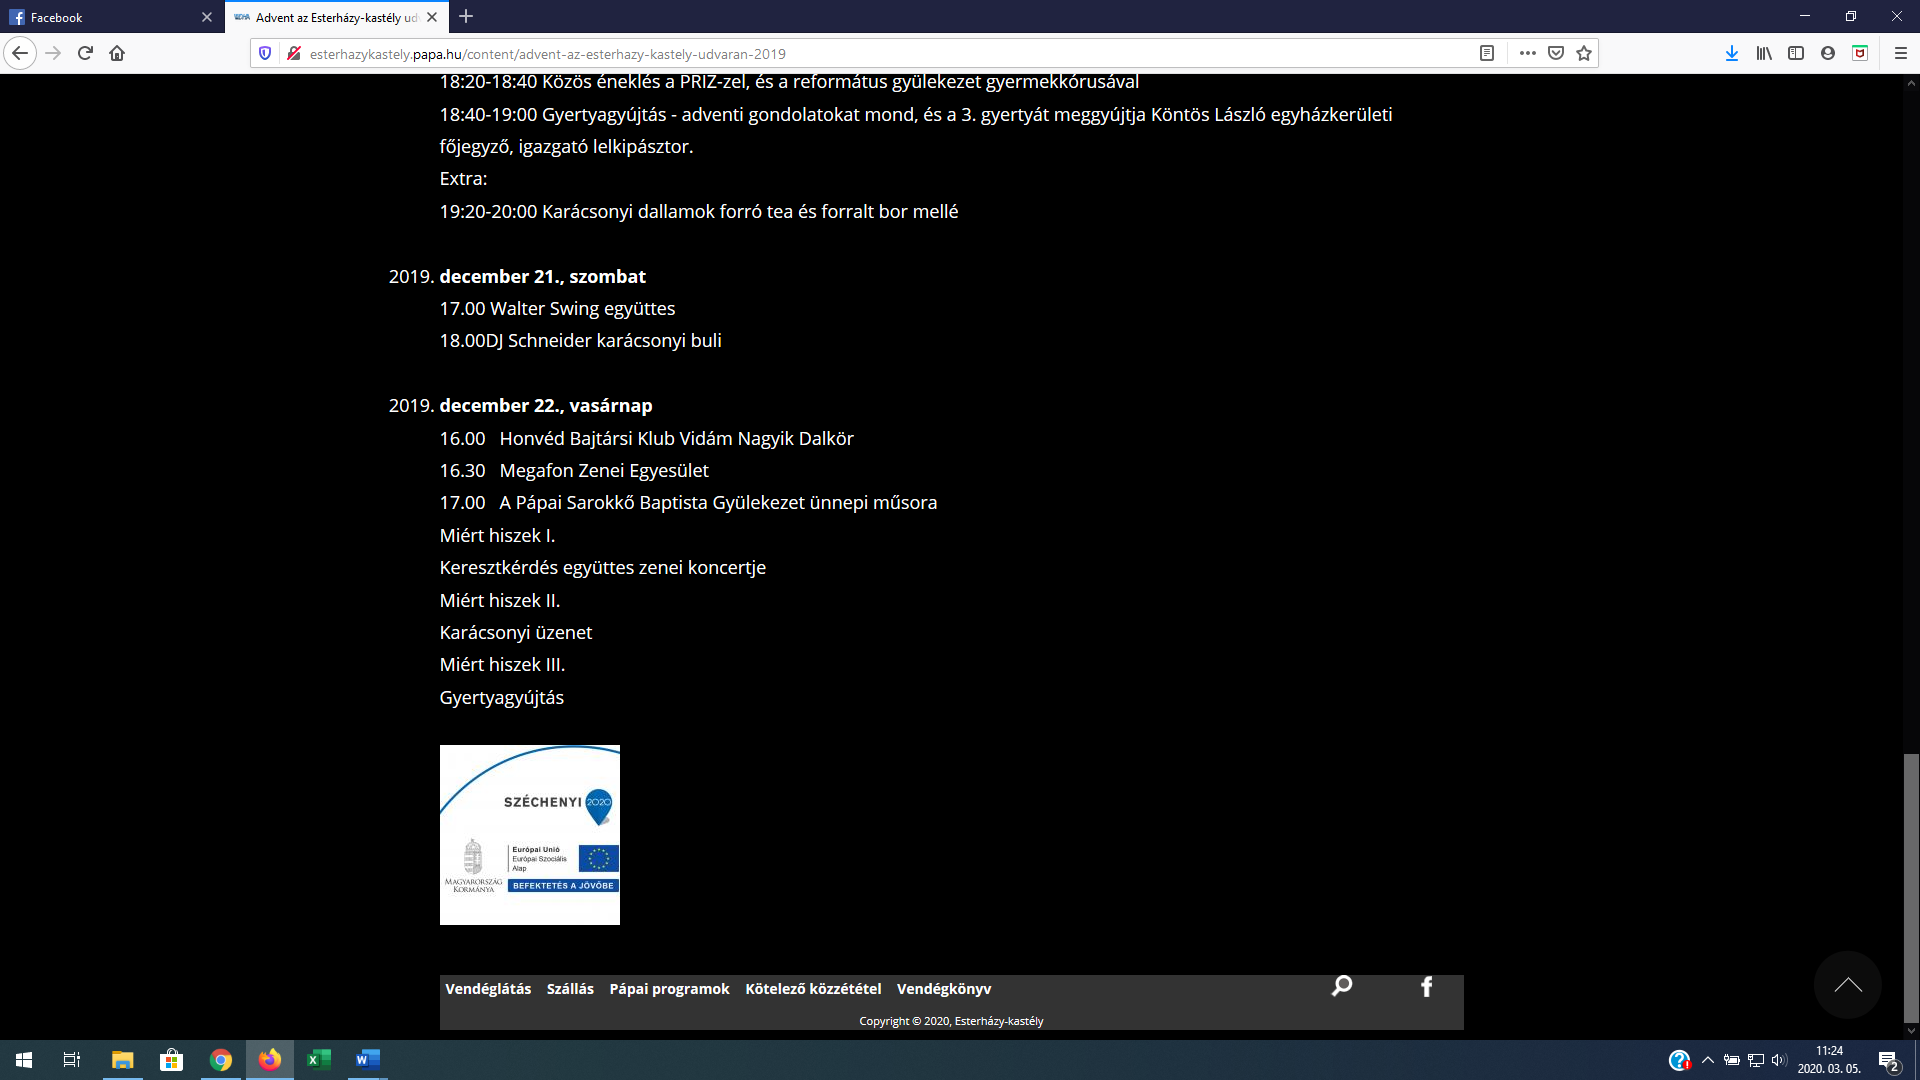 Facebook
Advent az Esterházy-kastély ud
esterhazykastely.papa.hu/content/advent-az-esterhazy-kastely-udvaran-2019
18:20-18:40 Közös éneklés a PRIZ-zel, és a református gyülekezet gyermekkórusával
18:40-19:00 Gyertyagyújtás - adventi gondolatokat mond, és a 3. gyertyát meggyújtja Köntös László egyházkerületi
főjegyző, igazgató lelkipásztor.
Extra:
19:20-20:00 Karácsonyi dallamok forró tea és forralt bor mellé
2019. december 21., szombat
17.00 Walter Swing együttes
18.00DJ Schneider karácsonyi buli
2019. december 22., vasárnap
16.00 Honvéd Bajtársi Klub Vidám Nagyik Dalkör
16.30 Megafon Zenei Egyesület
17.00 A Pápai Sarokkő Baptista Gyülekezet ünnepi műsora
Miért hiszek I.
Keresztkérdés együttes zenei koncertje
Miért hiszek II.
Karácsonyi üzenet
Miért hiszek III.
Gyertyagyújtás
SZÉCHENYI 2020
Európai Unió
Európai Szociális
Alap
MAGYARORSZÁG
KORMÁNYA
BEFEKTETÉS A JÖVŐBE
Vendéglátás Szállás Pápai programok Kötelező közzététel Vendégkönyv
Copyright © 2020, Esterházy-kastély
11:24
2020. 03. 05.
2